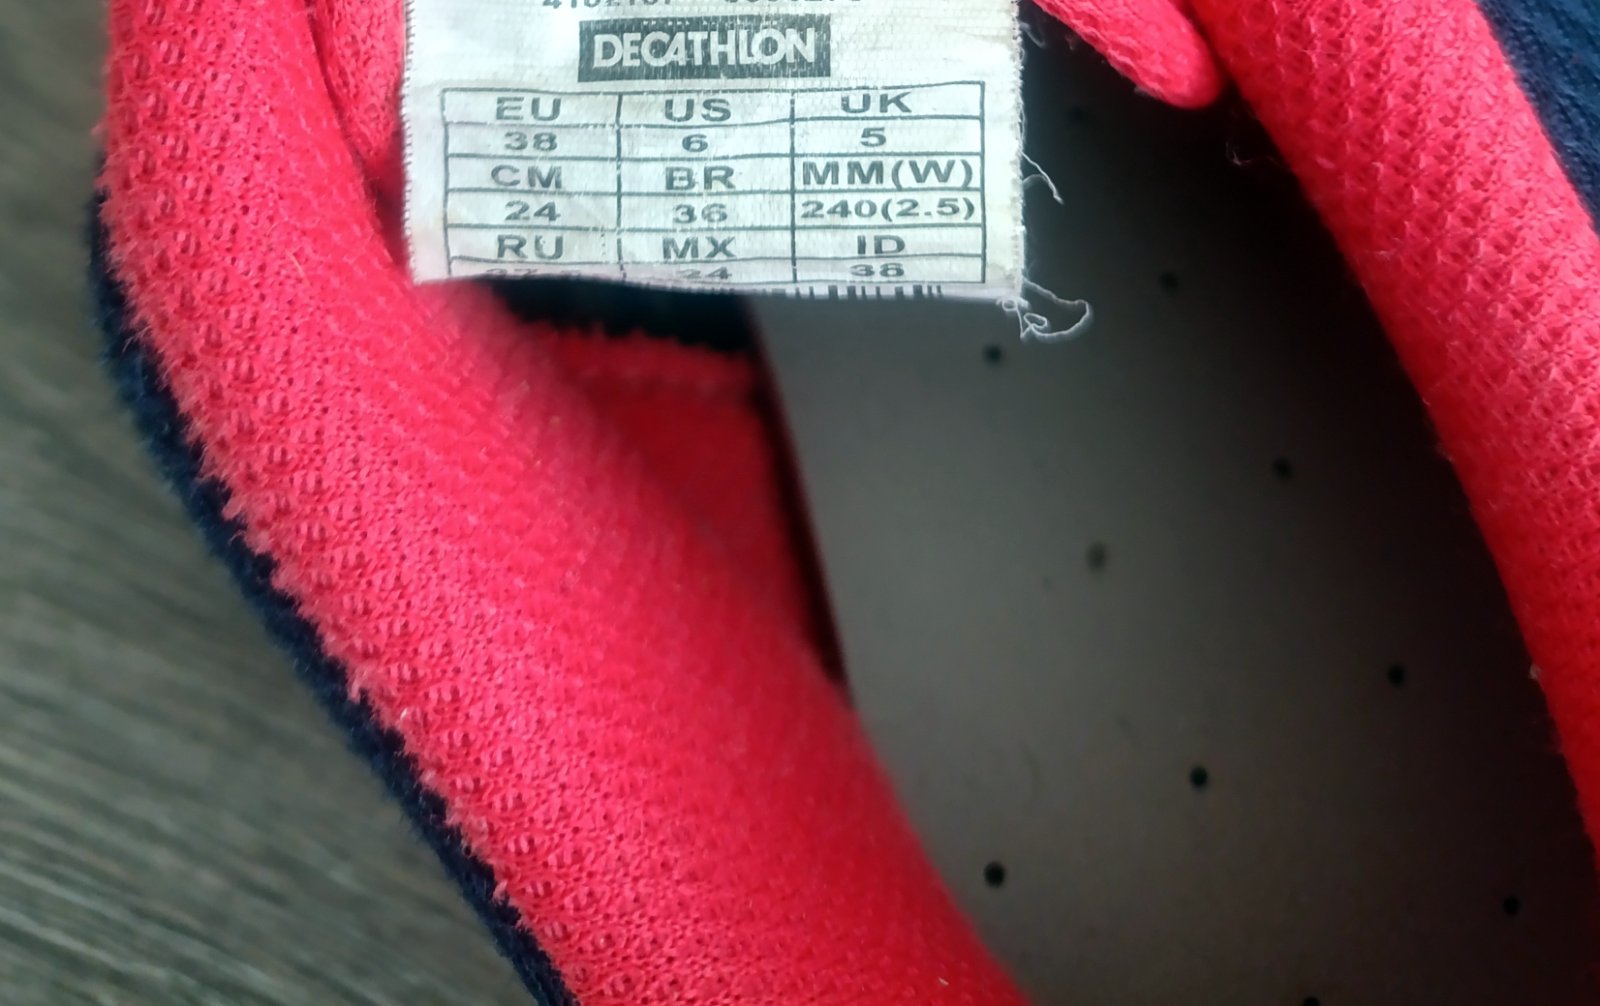 DECATHLON
EU US UK
38 6 5
CM BR MM(W)
24 36 240(2.5)
RU MX ID
24 38